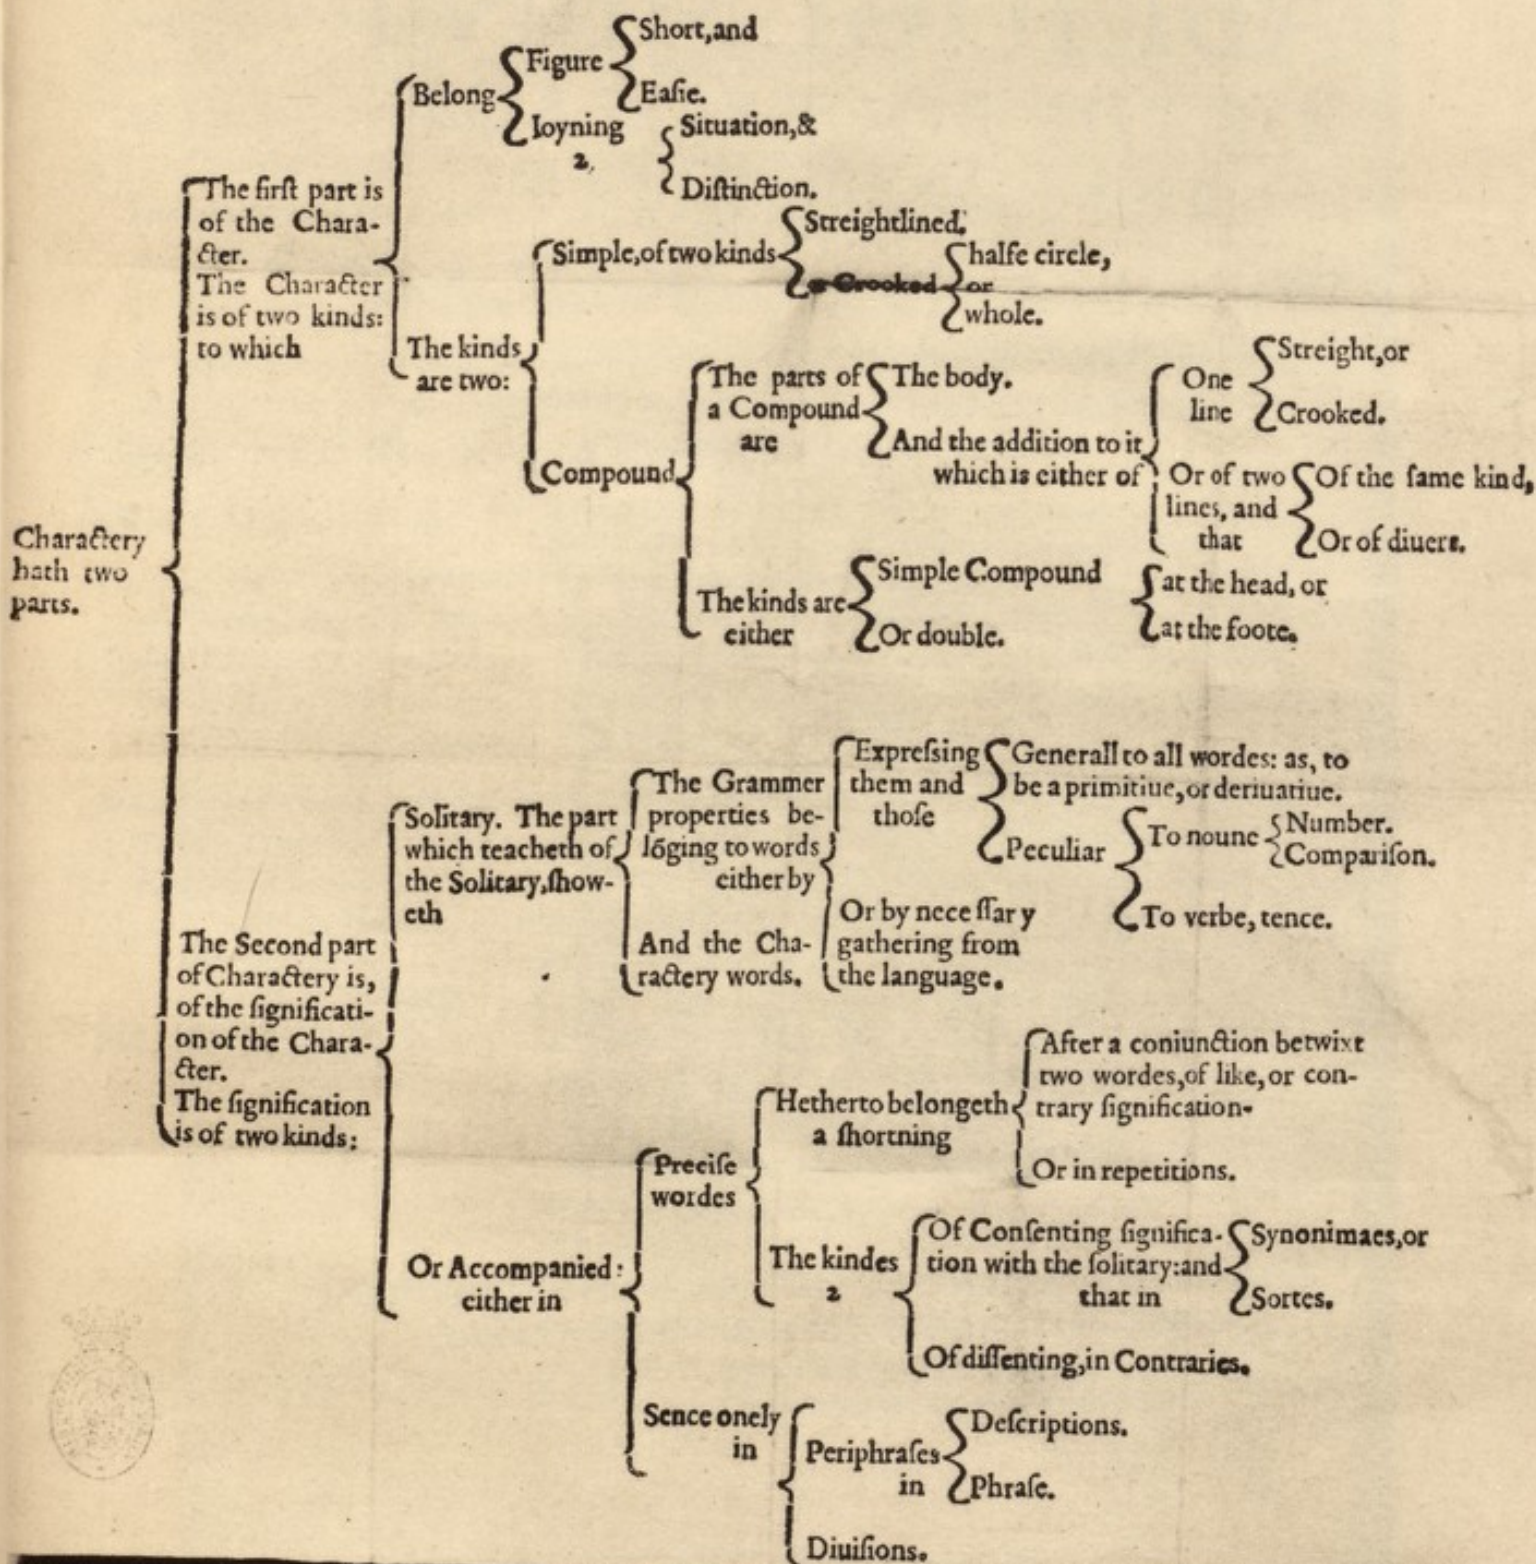 Short, and
Figure
Belong
Eaſie.
Ioyning
2
Situation, &
Diſtinction.
The firſt part is
of the Chara-
cter.
The Character
is of two kinds:
to which
Streightlined.
Simple, of two kinds
halfe circle,
or Crooked
or
whole.
The kinds
are two:
The parts of
a Compound
are
The body.
And the addition to it
which is either of
One
line
Streight, or
Crooked.
Or of two
lines, and
that
Of the ſame kind,
Or of diuers.
Compound
The kinds are
either
Simple Compound
at the head, or
at the foote.
Or double.
Charactery
hath two
parts.
The Second part
of Charactery is,
of the ſignificati-
on of the Chara-
cter.
The ſignification
is of two kinds:
Solitary. The part
which teacheth of
the Solitary, ſhow-
eth
The Grammer
properties be-
lōging to words
either by
Expreſsing
them and
thoſe
Generall to all wordes: as, to
be a primitiue, or deriuatiue.
Peculiar
To noune
Number.
Compariſon.
To verbe, tence.
Or by neceſſary
gathering from
the language.
And the Cha-
ractery words.
Or Accompanied:
either in
Preciſe
wordes
Hetherto belongeth
a ſhortning
After a coniunction betwixt
two wordes, of like, or con-
trary ſignification.
Or in repetitions.
The kindes
2
Of Conſenting ſignifica-
tion with the ſolitary: and
that in
Synonimaes, or
Sortes.
Of diſſenting, in Contraries.
Sence onely
in
Periphraſes
in
Deſcriptions.
Phraſe.
Diuiſions.